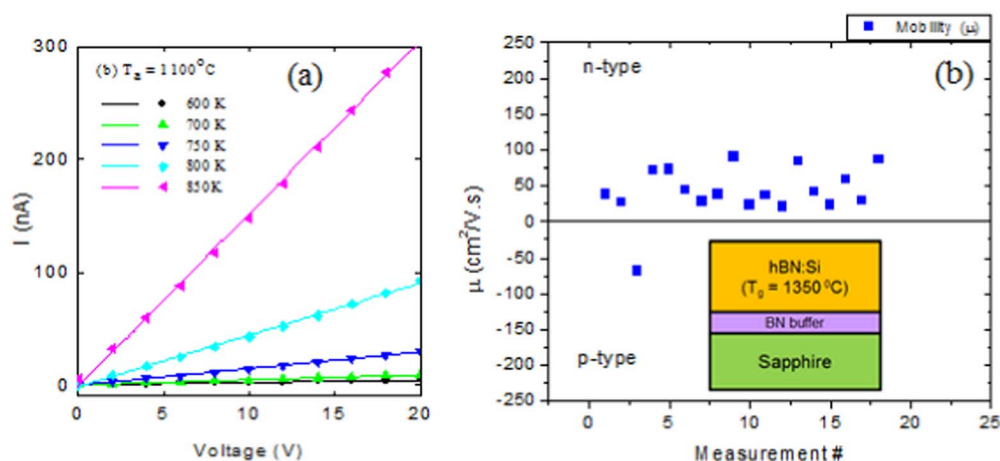 300
200
100
0
I (nA)
(b) Tₐ = 1100°C
(a)
600 K
700 K
750 K
800 K
850K
0 5 10 15 20
Voltage (V)
Mobility (μ)
250
200
150
100
50
0
-50
-100
-150
-200
-250
μ (cm²/V.s)
n-type
(b)
p-type
hBN:Si
(T_g = 1350 ⁰C)
BN buffer
Sapphire
0 5 10 15 20 25
Measurement #